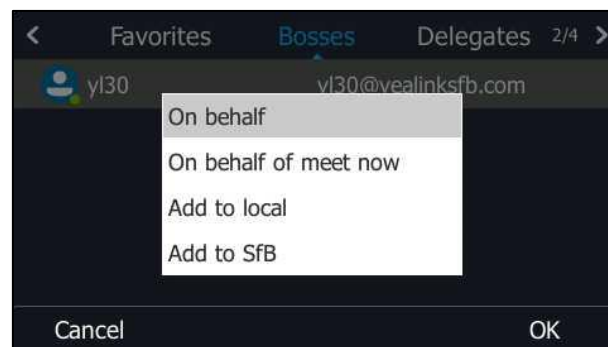 < Favorites Bosses Delegates 2/4 >
yl30 yl30@yealinksfb.com
On behalf
On behalf of meet now
Add to local
Add to SfB
Cancel OK